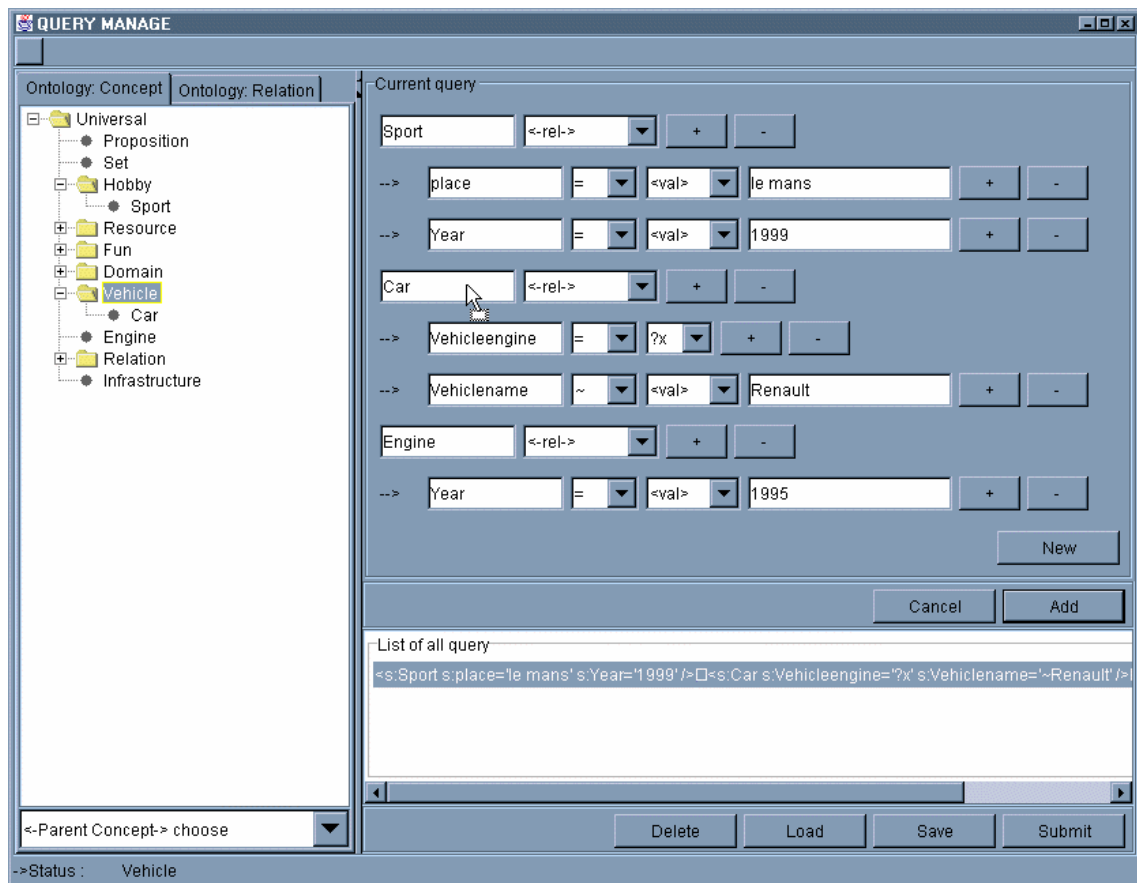 QUERY MANAGE
Ontology: Concept Ontology: Relation
Universal
Proposition
Set
Hobby
Sport
Resource
Fun
Domain
Vehicle
Car
Engine
Relation
Infrastructure
<-Parent Concept-> choose
Current query
Sport <-rel-> + -
--> place = <val> le mans + -
--> Year = <val> 1999 + -
Car <-rel-> + -
--> Vehicleengine = ?x + -
--> Vehiclename ~ <val> Renault + -
Engine <-rel-> + -
--> Year = <val> 1995 + -
New
Cancel Add
List of all query
<s:Sport s:place='le mans' s:Year='1999' />□<s:Car s:Vehicleengine='?x' s:Vehiclename='~Renault' />
Delete Load Save Submit
->Status : Vehicle